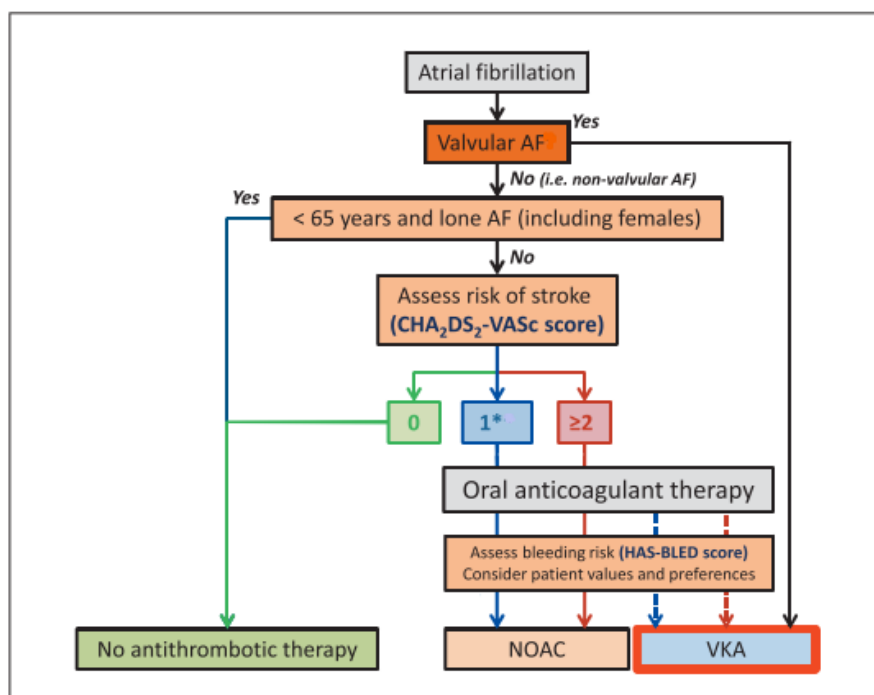 Atrial fibrillation
Yes
Valvular AF
No (i.e. non-valvular AF)
Yes
< 65 years and lone AF (including females)
No
Assess risk of stroke
(CHA₂DS₂-VASc score)
0
1*
≥2
Oral anticoagulant therapy
Assess bleeding risk (HAS-BLED score)
Consider patient values and preferences
No antithrombotic therapy
NOAC
VKA